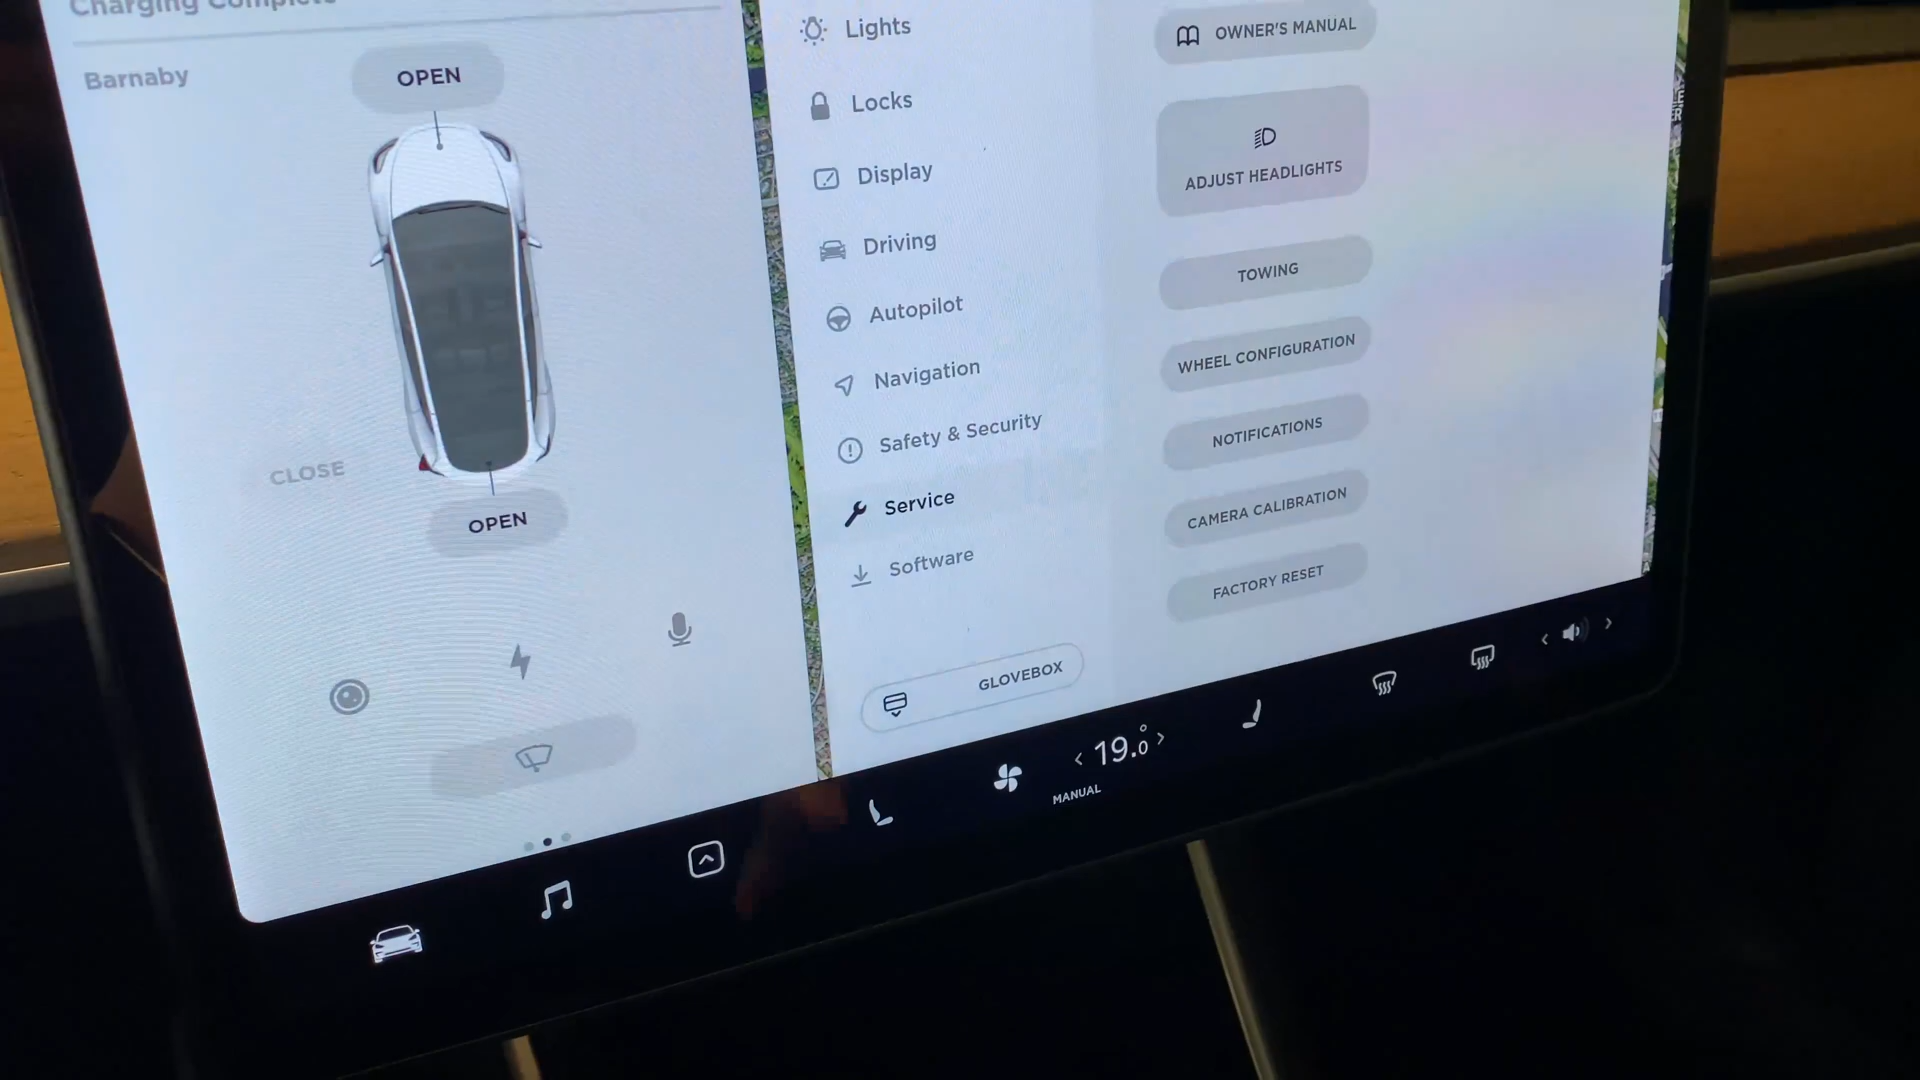 Charging Complete
Barnaby
OPEN
CLOSE
OPEN
Lights
Locks
Display
Driving
Autopilot
Navigation
Safety & Security
Service
Software
GLOVEBOX
OWNER'S MANUAL
ADJUST HEADLIGHTS
TOWING
WHEEL CONFIGURATION
NOTIFICATIONS
CAMERA CALIBRATION
FACTORY RESET
< 19.0° >
MANUAL
< >